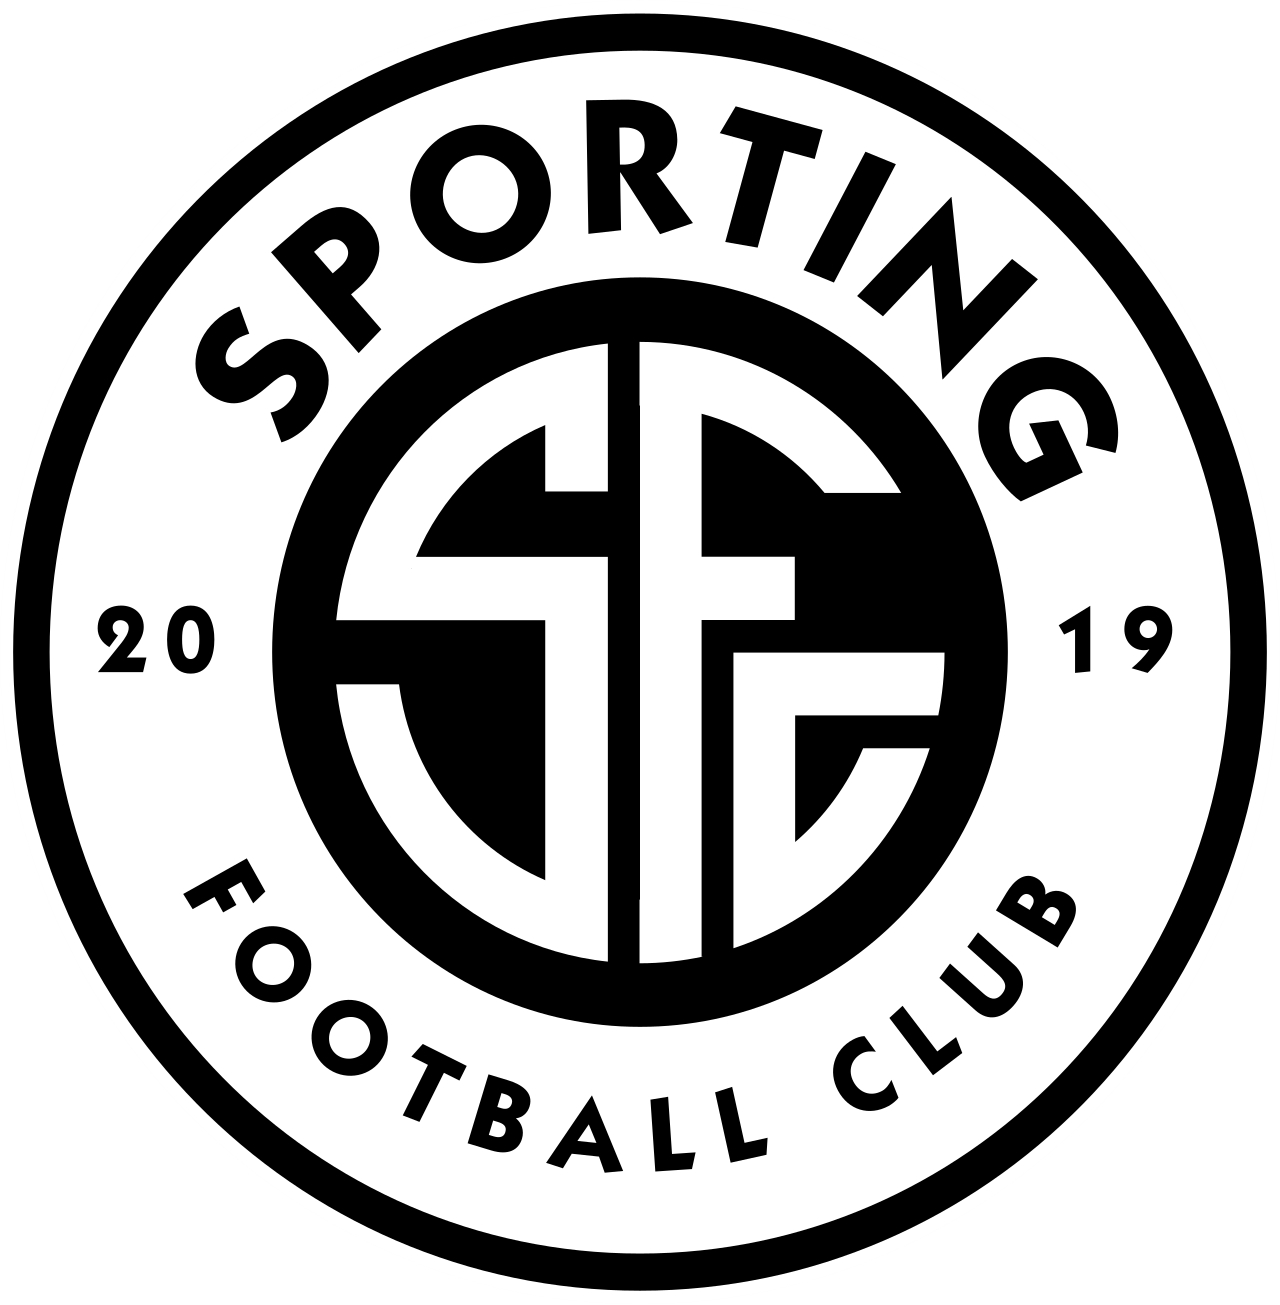 SPORTING
20 19
SFC
FOOTBALL CLUB